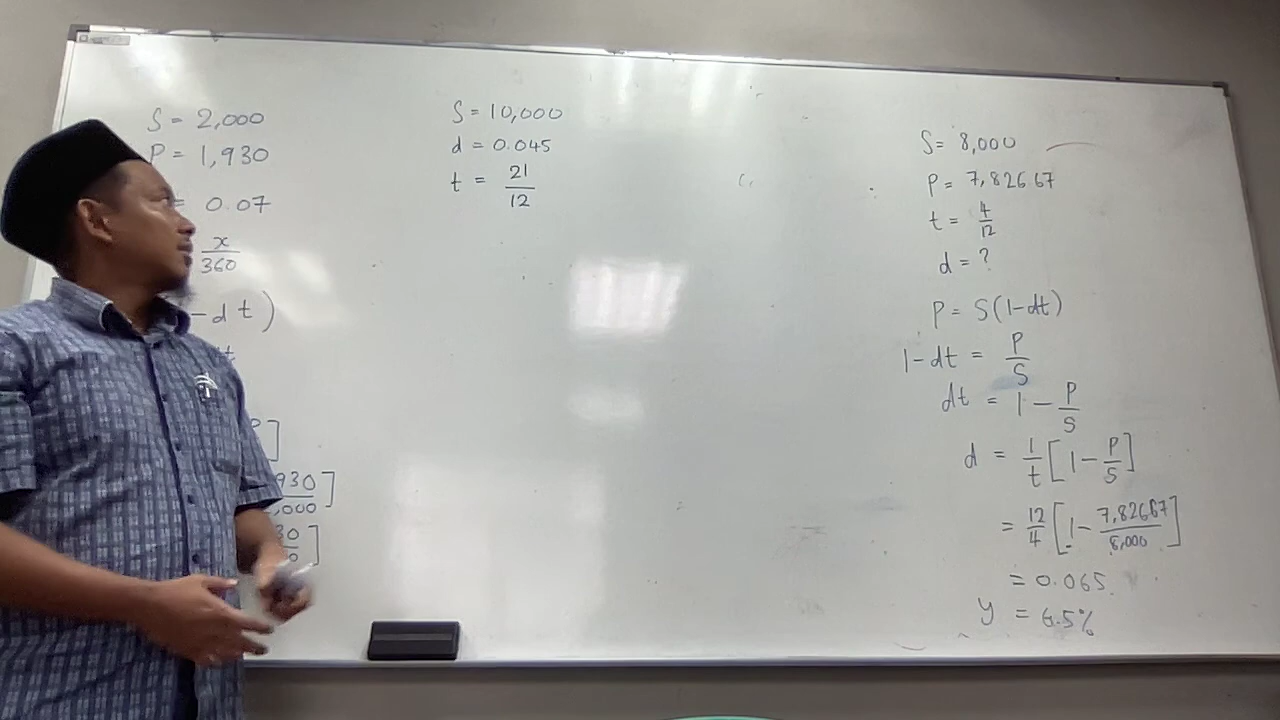 S = 2,000
P = 1,930
= 0.07
x/360
- d t )
P ]
930/,000 ]
30/0 ]
S = 10,000
d = 0.045
t = 21/12
S = 8,000
P = 7,826 67
t = 4/12
d = ?
P = S(1-dt)
1-dt = P/S
dt = 1 - P/S
d = 1/t [ 1 - P/S ]
= 12/4 [ 1 - 7,826 67/8,000 ]
= 0.065
y = 6.5%